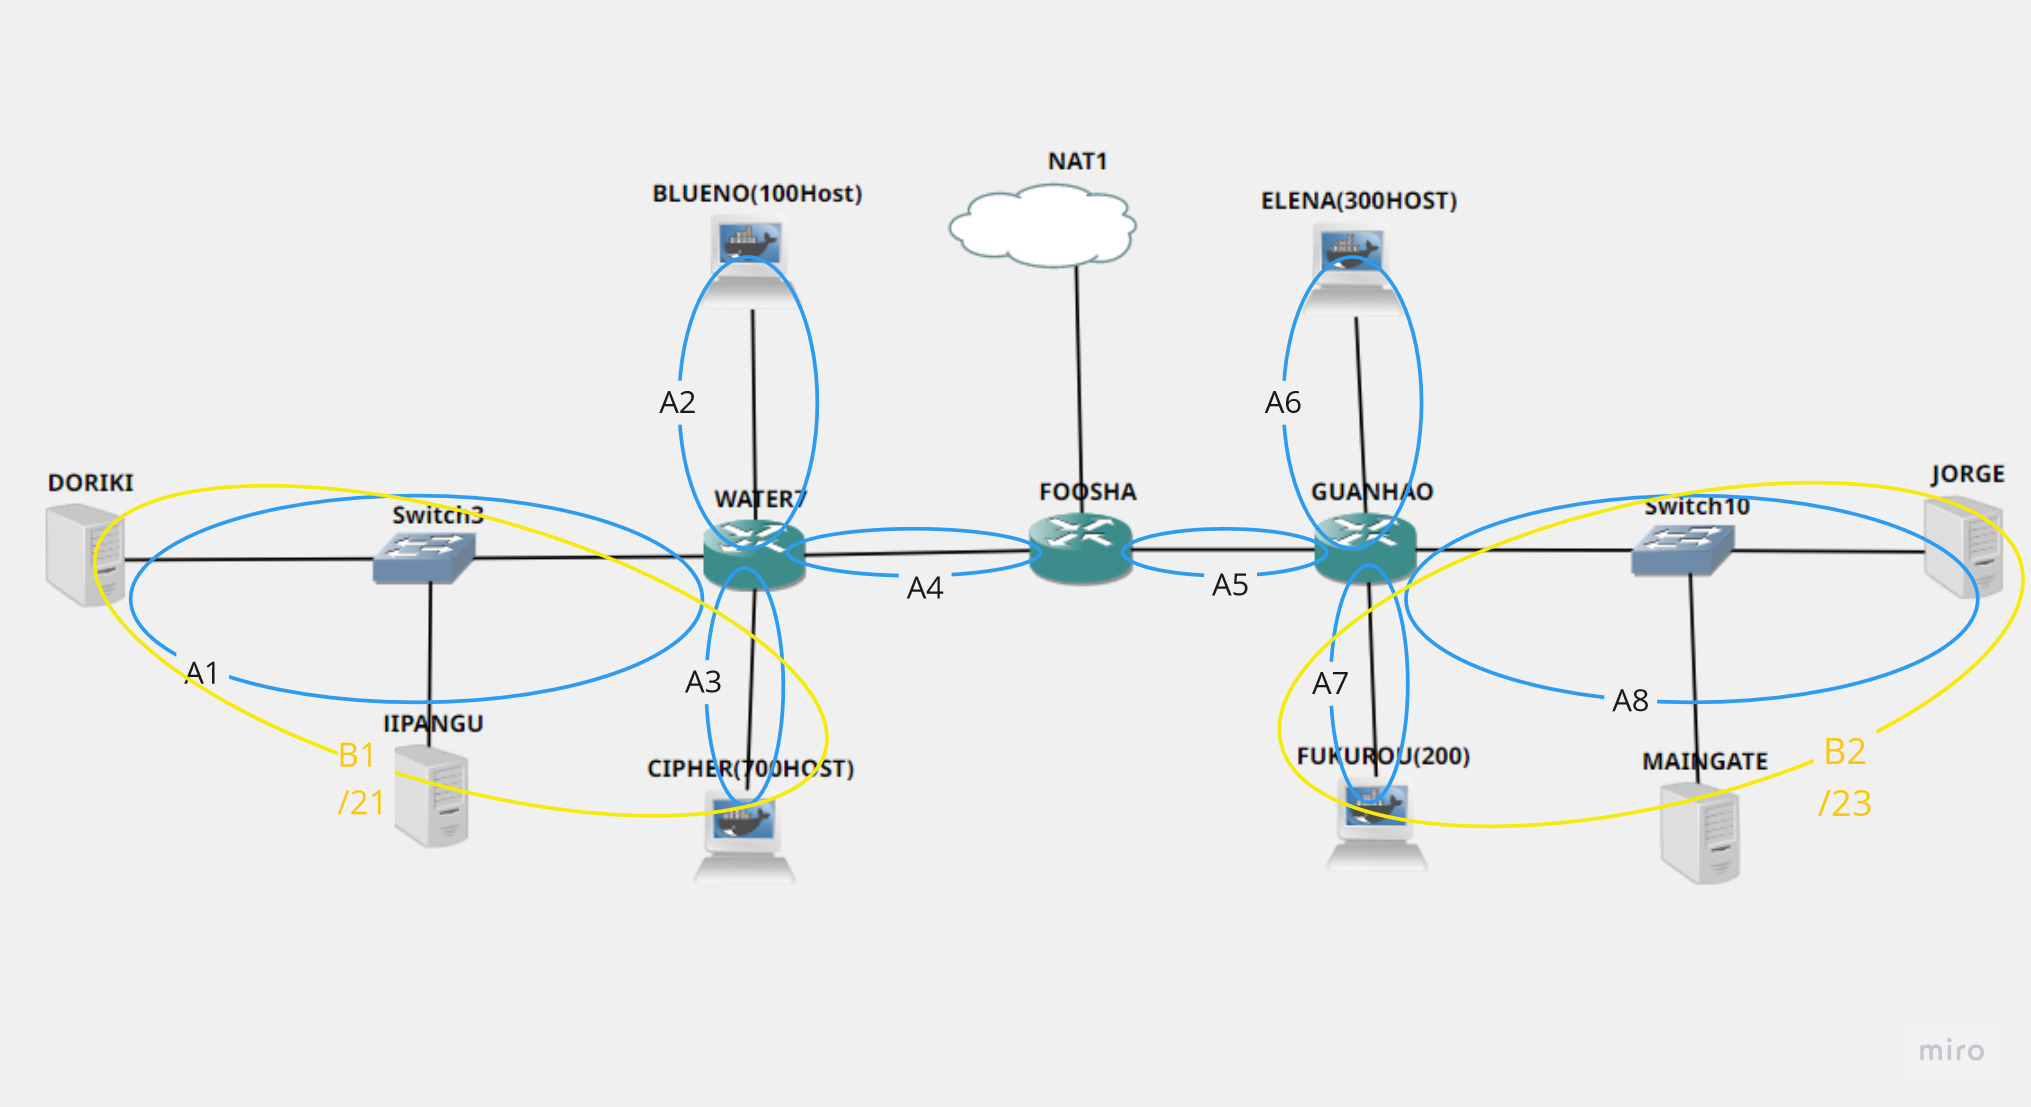 NAT1
BLUENO(100Host)
ELENA(300HOST)
A2
A6
DORIKI
Switch3
WATER7
FOOSHA
GUANHAO
Switch10
JORGE
A4
A5
A1
A3
A7
A8
JIPANGU
B1
/21
CIPHER(700HOST)
FUKUROU(200)
MAINGATE
B2
/23
miro